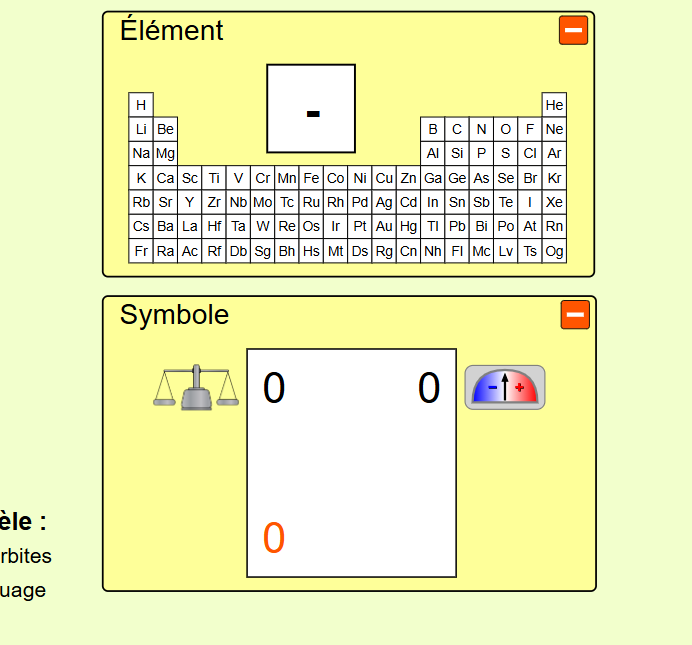 Élément
-
H He
Li Be B C N O F Ne
Na Mg Al Si P S Cl Ar
K Ca Sc Ti V Cr Mn Fe Co Ni Cu Zn Ga Ge As Se Br Kr
Rb Sr Y Zr Nb Mo Tc Ru Rh Pd Ag Cd In Sn Sb Te I Xe
Cs Ba La Hf Ta W Re Os Ir Pt Au Hg Tl Pb Bi Po At Rn
Fr Ra Ac Rf Db Sg Bh Hs Mt Ds Rg Cn Nh Fl Mc Lv Ts Og
Symbole
0 0
- +
0
èle :
rbites
uage